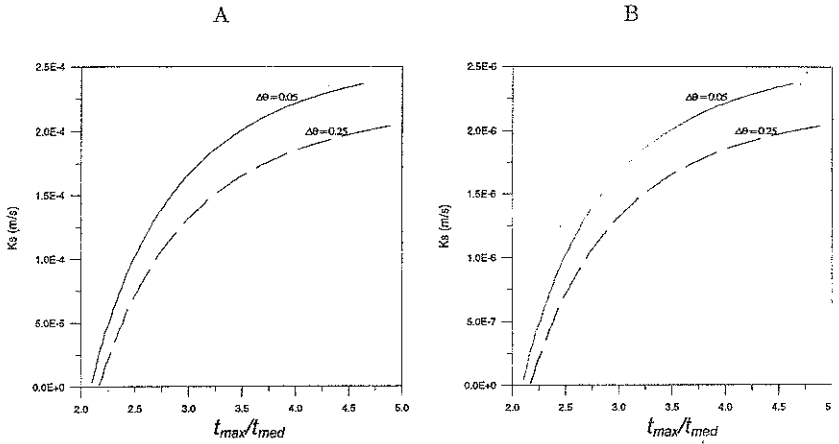 A
2.5E-4
2.0E-4
1.5E-4
1.0E-4
5.0E-5
0.0E+0
Ks (m/s)
Δθ=0.05
Δθ=0.25
2.0 2.5 3.0 3.5 4.0 4.5 5.0
tmax/tmed
B
2.5E-6
2.0E-6
1.5E-6
1.0E-6
5.0E-7
0.0E+0
Ks (m/s)
Δθ=0.05
Δθ=0.25
2.0 2.5 3.0 3.5 4.0 4.5 5
tmax/tmed